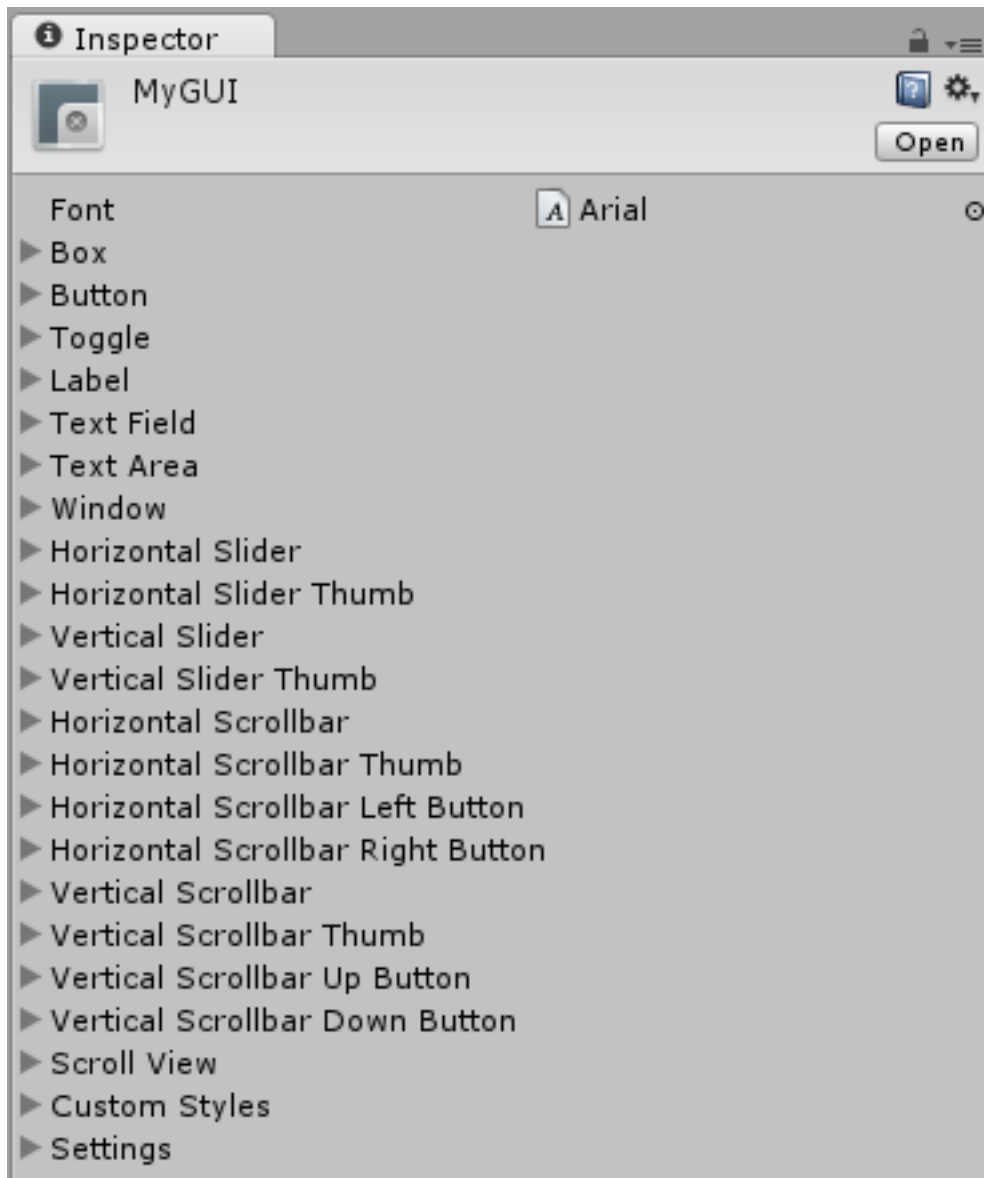 Inspector
MyGUI
Open
Font Arial
Box
Button
Toggle
Label
Text Field
Text Area
Window
Horizontal Slider
Horizontal Slider Thumb
Vertical Slider
Vertical Slider Thumb
Horizontal Scrollbar
Horizontal Scrollbar Thumb
Horizontal Scrollbar Left Button
Horizontal Scrollbar Right Button
Vertical Scrollbar
Vertical Scrollbar Thumb
Vertical Scrollbar Up Button
Vertical Scrollbar Down Button
Scroll View
Custom Styles
Settings